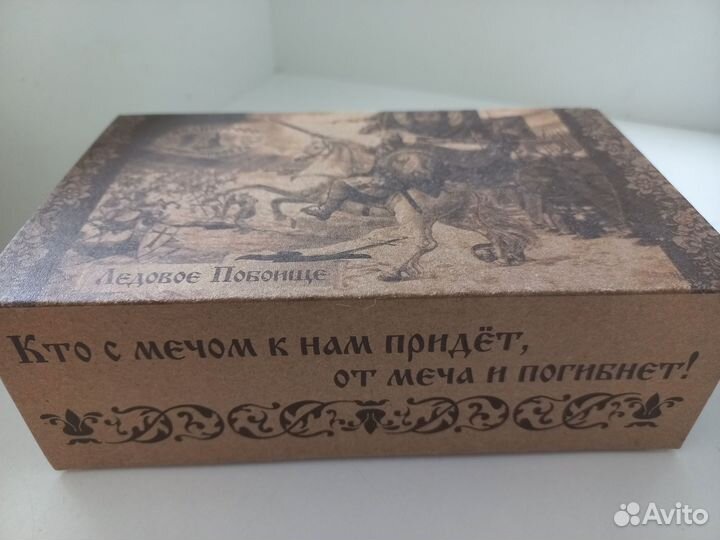 Ледовое Побоище
Кто с мечом к нам придёт,
от меча и погибнет!
Avito